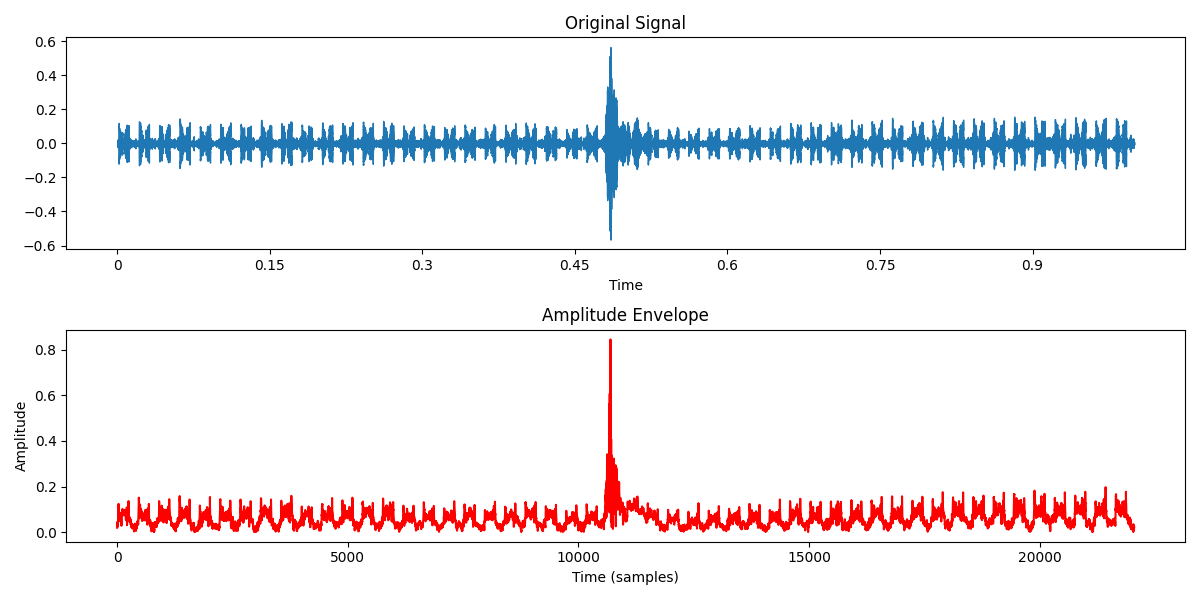 Original Signal
0.6
0.4
0.2
0.0
−0.2
−0.4
−0.6
0 0.15 0.3 0.45 0.6 0.75 0.9
Time
Amplitude Envelope
Amplitude
0.8
0.6
0.4
0.2
0.0
0 5000 10000 15000 20000
Time (samples)